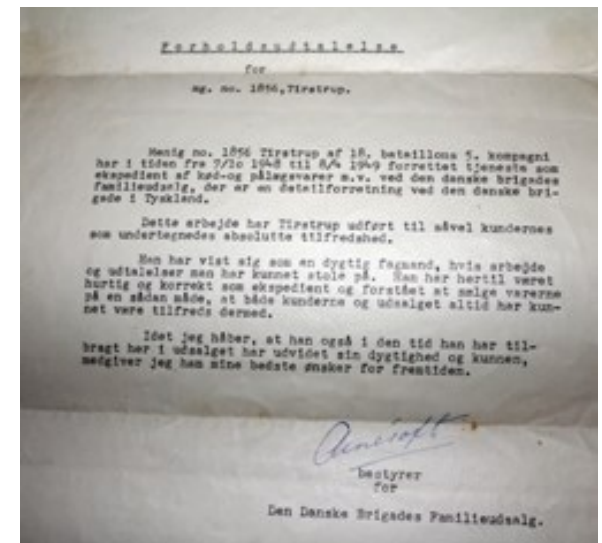 Forholdsudtalelse
for
mg. no. 1856, Tirstrup.
Menig no. 1856 Tirstrup af 18. bataillons 5. kompagni
har i tiden fra 7/10 1948 til 8/4 1949 forrettet tjeneste som
ekspedient af kød-og pålægsvarer m.v. ved den danske brigades
familieudsalg, der er en detailforretning ved den danske bri-
gade i Tyskland.
Dette arbejde har Tirstrup udført til såvel kundernes
som undertegnedes absolutte tilfredshed.
Han har vist sig som en dygtig fagmand, hvis arbejde
og udtalelser man har kunnet stole på. Han har hertil været
hurtig og korrekt som ekspedient og forstået at sælge varerne
på en sådan måde, at både kunderne og udsalget altid har kun-
net være tilfreds dermed.
Idet jeg håber, at han også i den tid han har til-
bragt her i udsalget har udvidet sin dygtighed og kunnen,
medgiver jeg ham mine bedste ønsker for fremtiden.
bestyrer
for
Den Danske Brigades Familieudsalg.